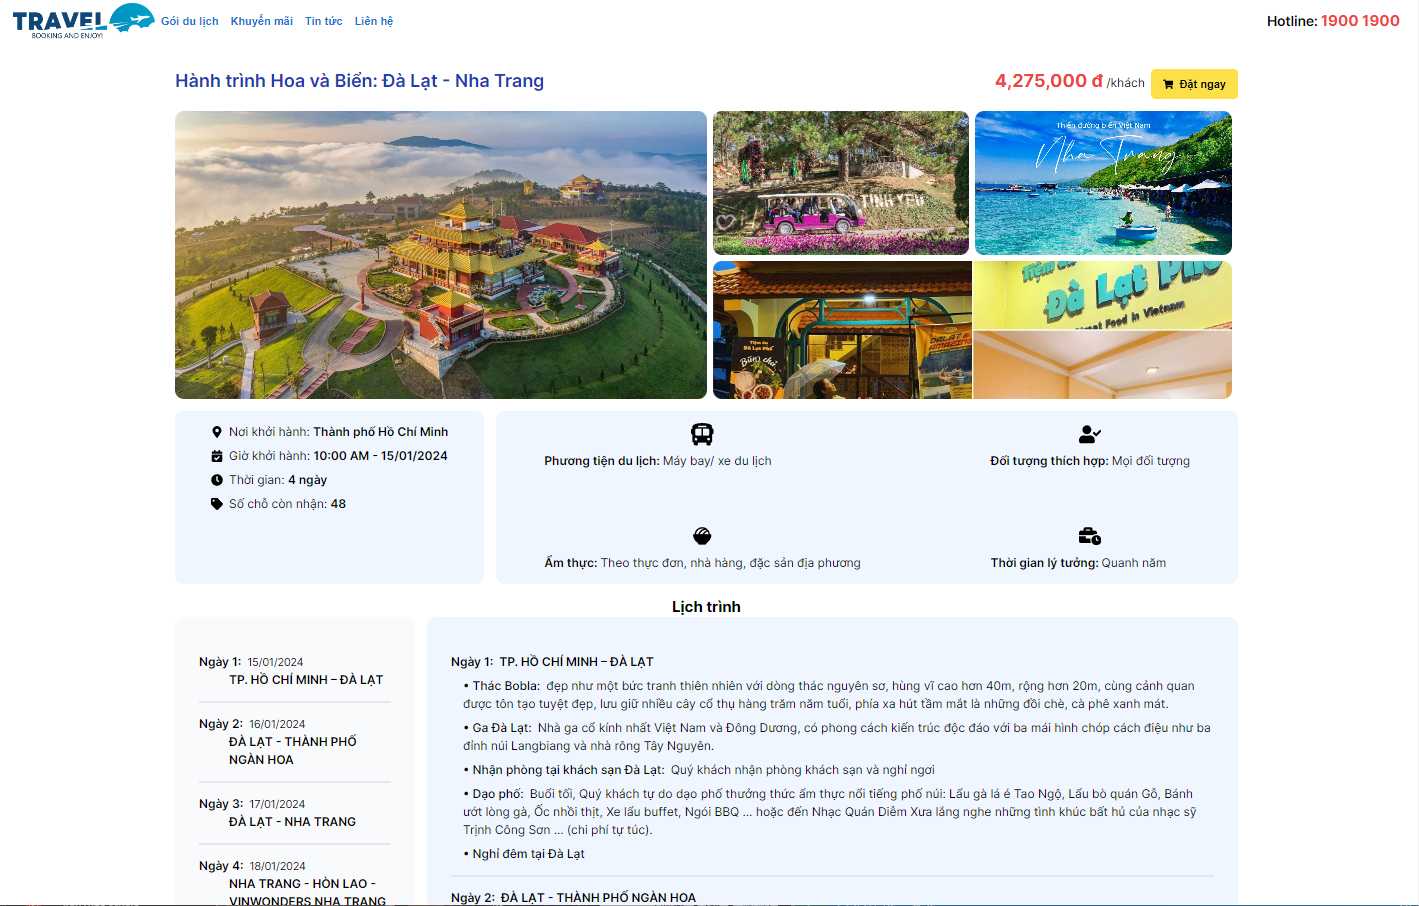 TRAVEL
BOOKING AND ENJOY!
Gói du lịch Khuyến mãi Tin tức Liên hệ
Hotline: 1900 1900
Hành trình Hoa và Biển: Đà Lạt - Nha Trang
4,275,000 đ /khách
Đặt ngay
TINH YEU
Thiên đường biển Việt Nam
Nha Trang
Tiệm ăn
Đà Lạt Phố
Bún chả
Đà Lạt Phố
Street Food in Vietnam
Nơi khởi hành: Thành phố Hồ Chí Minh
Giờ khởi hành: 10:00 AM - 15/01/2024
Thời gian: 4 ngày
Số chỗ còn nhận: 48
Phương tiện du lịch: Máy bay/ xe du lịch
Đối tượng thích hợp: Mọi đối tượng
Ẩm thực: Theo thực đơn, nhà hàng, đặc sản địa phương
Thời gian lý tưởng: Quanh năm
Lịch trình
Ngày 1: 15/01/2024
TP. HỒ CHÍ MINH – ĐÀ LẠT
Ngày 2: 16/01/2024
ĐÀ LẠT - THÀNH PHỐ
NGÀN HOA
Ngày 3: 17/01/2024
ĐÀ LẠT - NHA TRANG
Ngày 4: 18/01/2024
NHA TRANG - HÒN LAO -
VINWONDERS NHA TRANG
Ngày 1: TP. HỒ CHÍ MINH – ĐÀ LẠT
• Thác Bobla: đẹp như một bức tranh thiên nhiên với dòng thác nguyên sơ, hùng vĩ cao hơn 40m, rộng hơn 20m, cùng cảnh quan
được tôn tạo tuyệt đẹp, lưu giữ nhiều cây cổ thụ hàng trăm năm tuổi, phía xa hút tầm mắt là những đồi chè, cà phê xanh mát.
• Ga Đà Lạt: Nhà ga cổ kính nhất Việt Nam và Đông Dương, có phong cách kiến trúc độc đáo với ba mái hình chóp cách điệu như ba
đỉnh núi Langbiang và nhà rông Tây Nguyên.
• Nhận phòng tại khách sạn Đà Lạt: Quý khách nhận phòng khách sạn và nghỉ ngơi
• Dạo phố: Buổi tối, Quý khách tự do dạo phố thưởng thức ẩm thực nổi tiếng phố núi: Lẩu gà lá é Tao Ngộ, Lẩu bò quán Gỗ, Bánh
ướt lòng gà, Ốc nhồi thịt, Xe lẩu buffet, Ngói BBQ ... hoặc đến Nhạc Quán Diễm Xưa lắng nghe những tình khúc bất hủ của nhạc sỹ
Trịnh Công Sơn ... (chi phí tự túc).
• Nghỉ đêm tại Đà Lạt
Ngày 2: ĐÀ LẠT - THÀNH PHỐ NGÀN HOA